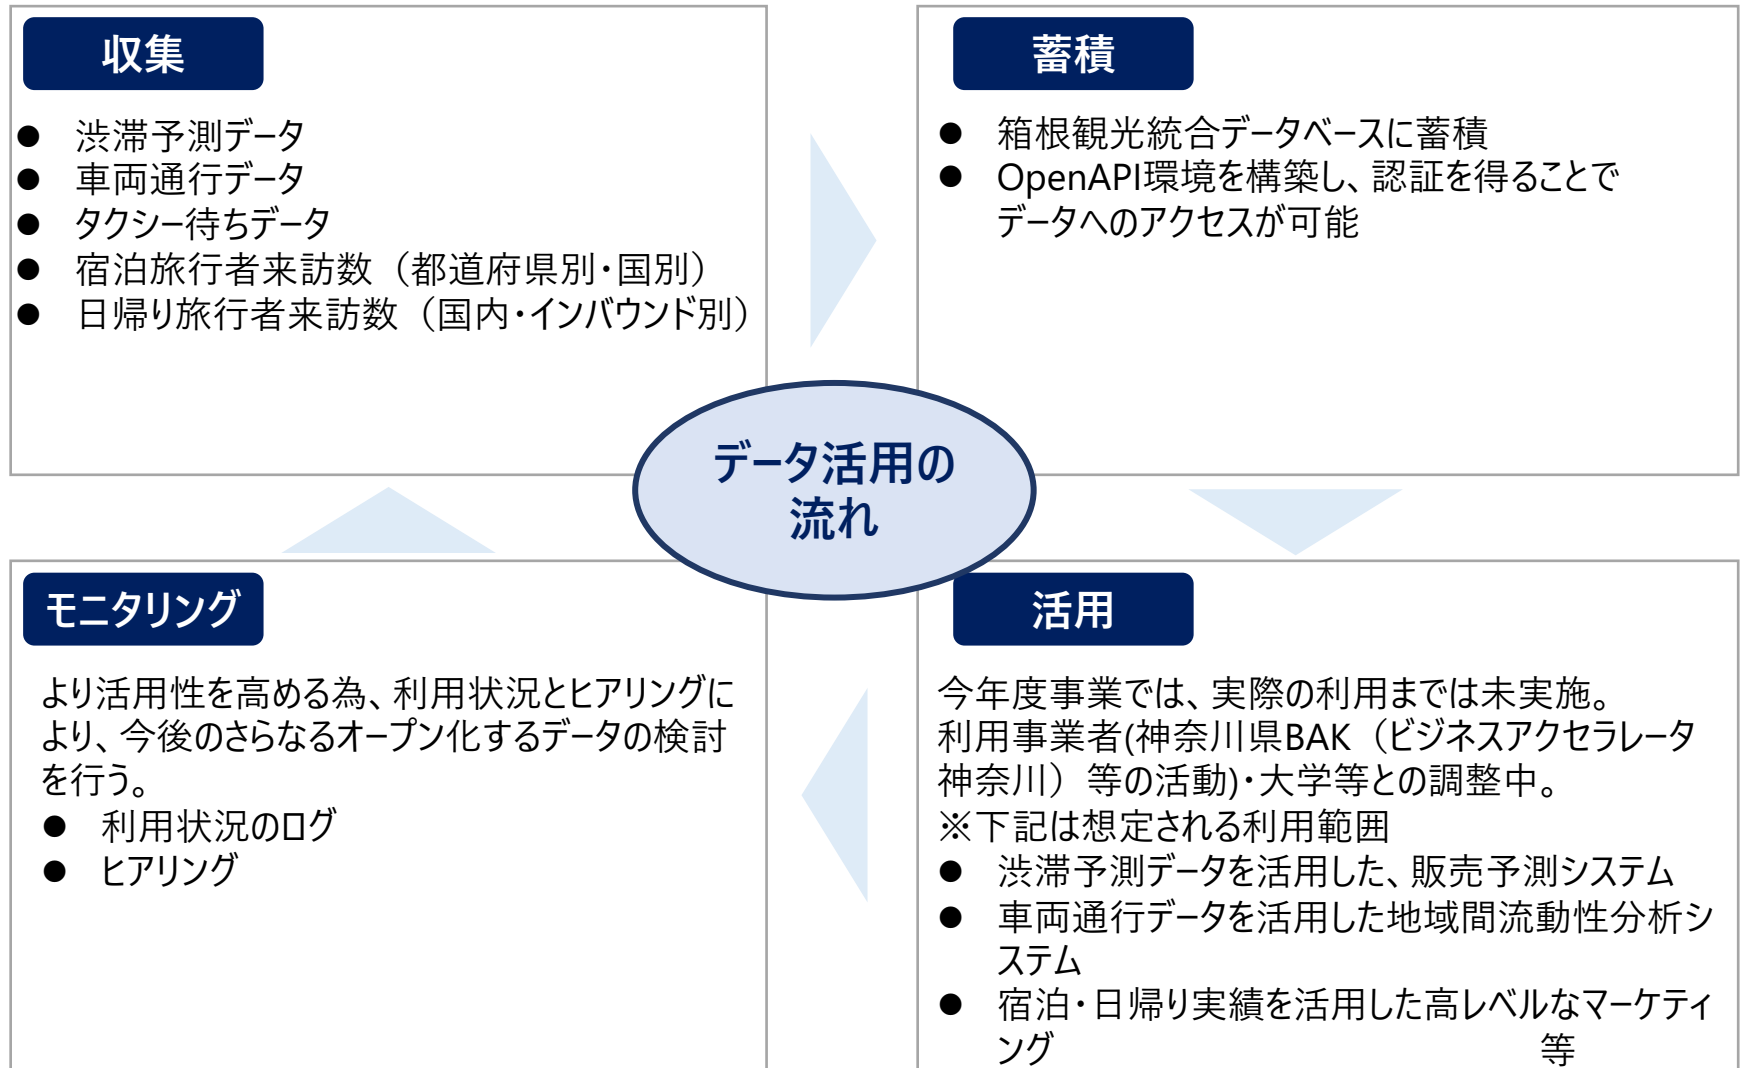 収集
● 渋滞予測データ
● 車両通行データ
● タクシー待ちデータ
● 宿泊旅行者来訪数（都道府県別・国別）
● 日帰り旅行者来訪数（国内・インバウンド別）
蓄積
● 箱根観光統合データベースに蓄積
● OpenAPI環境を構築し、認証を得ることで
データへのアクセスが可能
データ活用の
流れ
モニタリング
より活用性を高める為、利用状況とヒアリングに
より、今後のさらなるオープン化するデータの検討
を行う。
● 利用状況のログ
● ヒアリング
活用
今年度事業では、実際の利用までは未実施。
利用事業者(神奈川県BAK（ビジネスアクセラレータ
神奈川）等の活動)・大学等との調整中。
※下記は想定される利用範囲
● 渋滞予測データを活用した、販売予測システム
● 車両通行データを活用した地域間流動性分析シ
ステム
● 宿泊・日帰り実績を活用した高レベルなマーケティ
ング 等